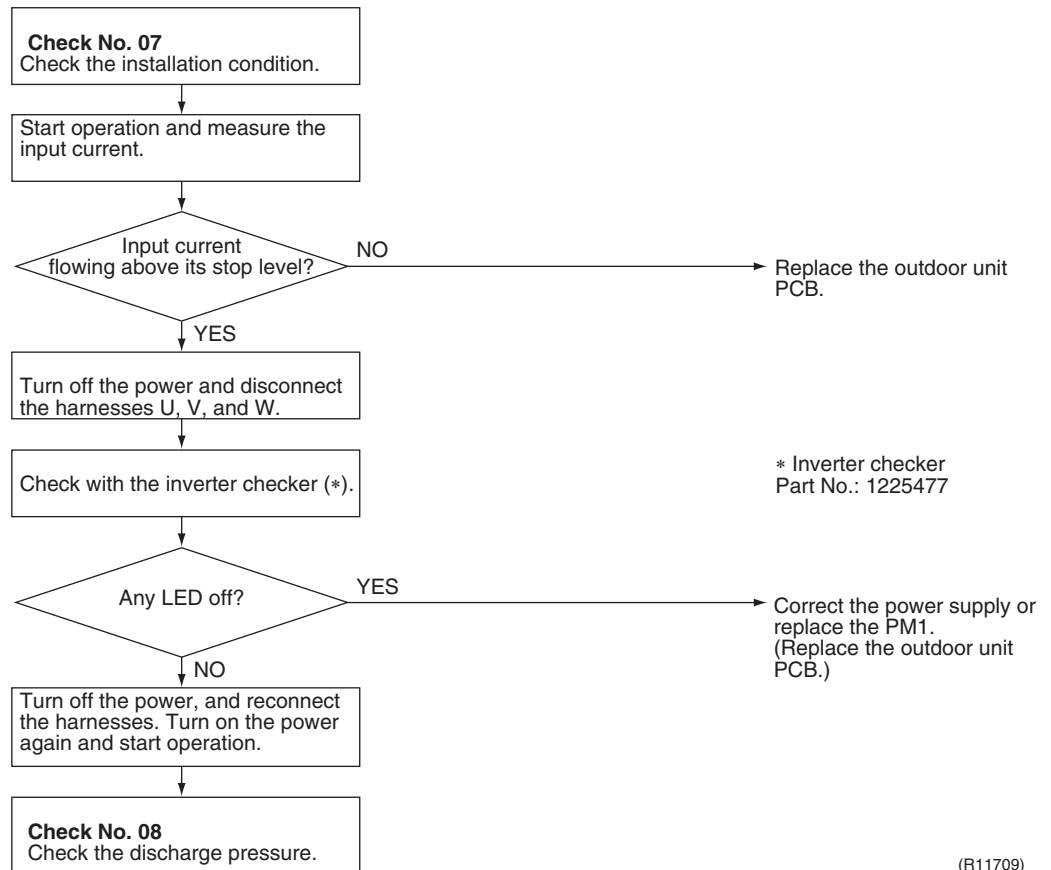 Check No. 07
Check the installation condition.
Start operation and measure the
input current.
Input current
flowing above its stop level?
NO
Replace the outdoor unit
PCB.
YES
Turn off the power and disconnect
the harnesses U, V, and W.
Check with the inverter checker (∗).
∗ Inverter checker
Part No.: 1225477
Any LED off?
YES
Correct the power supply or
replace the PM1.
(Replace the outdoor unit
PCB.)
NO
Turn off the power, and reconnect
the harnesses. Turn on the power
again and start operation.
Check No. 08
Check the discharge pressure.
(R11709)